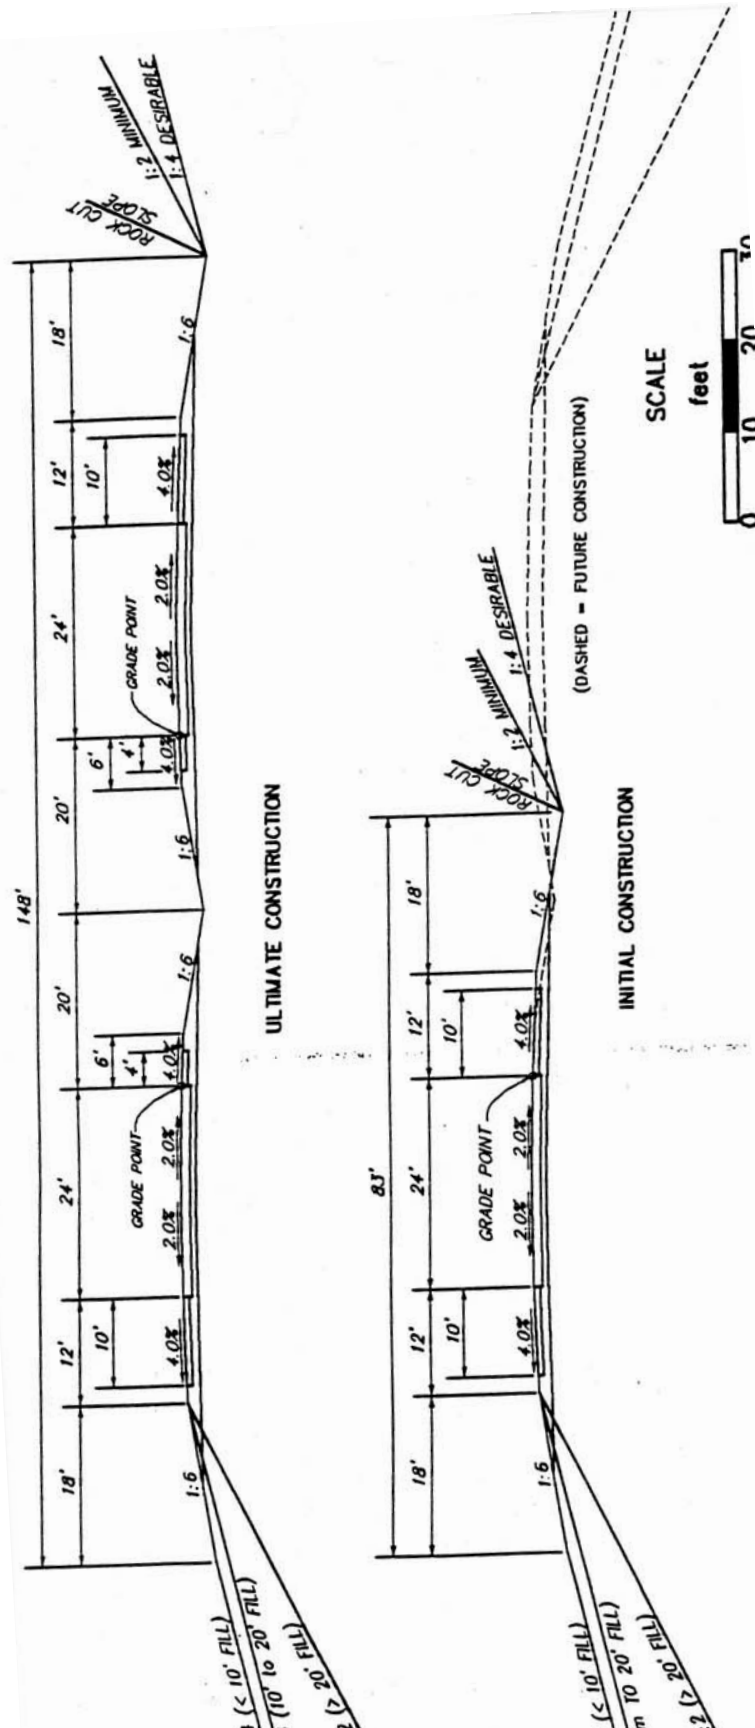 148'
18'
12'
24'
20'
20'
24'
12'
18'
10'
6'
4'
6'
4'
10'
1:6
4.0%
2.0%
2.0%
GRADE POINT
4.0%
1:6
1:6
4.0%
GRADE POINT
2.0%
2.0%
4.0%
1:6
ROCK CUT
SLOPE
1:2 MINIMUM
1:4 DESIRABLE
(< 10' FILL)
(10' to 20' FILL)
(> 20' FILL)
ULTIMATE CONSTRUCTION
83'
18'
12'
24'
12'
18'
10'
10'
1:6
4.0%
2.0%
2.0%
GRADE POINT
4.0%
1:6
ROCK CUT
SLOPE
1:2 MINIMUM
1:4 DESIRABLE
(< 10' FILL)
TO 20' FILL)
(> 20' FILL)
INITIAL CONSTRUCTION
(DASHED = FUTURE CONSTRUCTION)
SCALE
feet
0 10 20 30